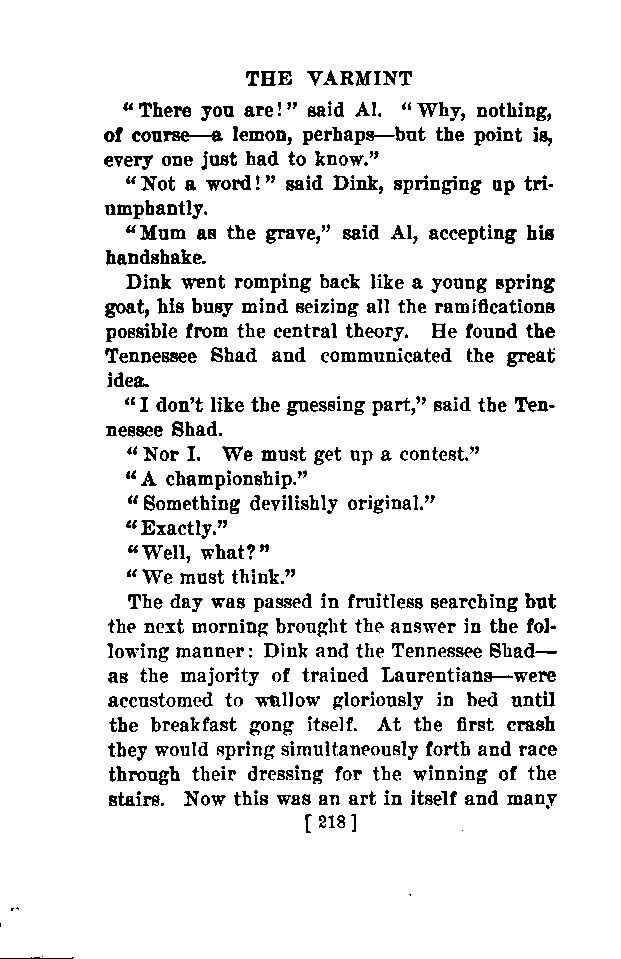 THE VARMINT
"There you are!" said Al. "Why, nothing,
of course—a lemon, perhaps—but the point is,
every one just had to know."
"Not a word!" said Dink, springing up tri-
umphantly.
"Mum as the grave," said Al, accepting his
handshake.
Dink went romping back like a young spring
goat, his busy mind seizing all the ramifications
possible from the central theory. He found the
Tennessee Shad and communicated the great
idea.
"I don't like the guessing part," said the Ten-
nessee Shad.
"Nor I. We must get up a contest."
"A championship."
"Something devilishly original."
"Exactly."
"Well, what?"
"We must think."
The day was passed in fruitless searching but
the next morning brought the answer in the fol-
lowing manner: Dink and the Tennessee Shad—
as the majority of trained Laurentians—were
accustomed to wallow gloriously in bed until
the breakfast gong itself. At the first crash
they would spring simultaneously forth and race
through their dressing for the winning of the
stairs. Now this was an art in itself and many
[ 218 ]